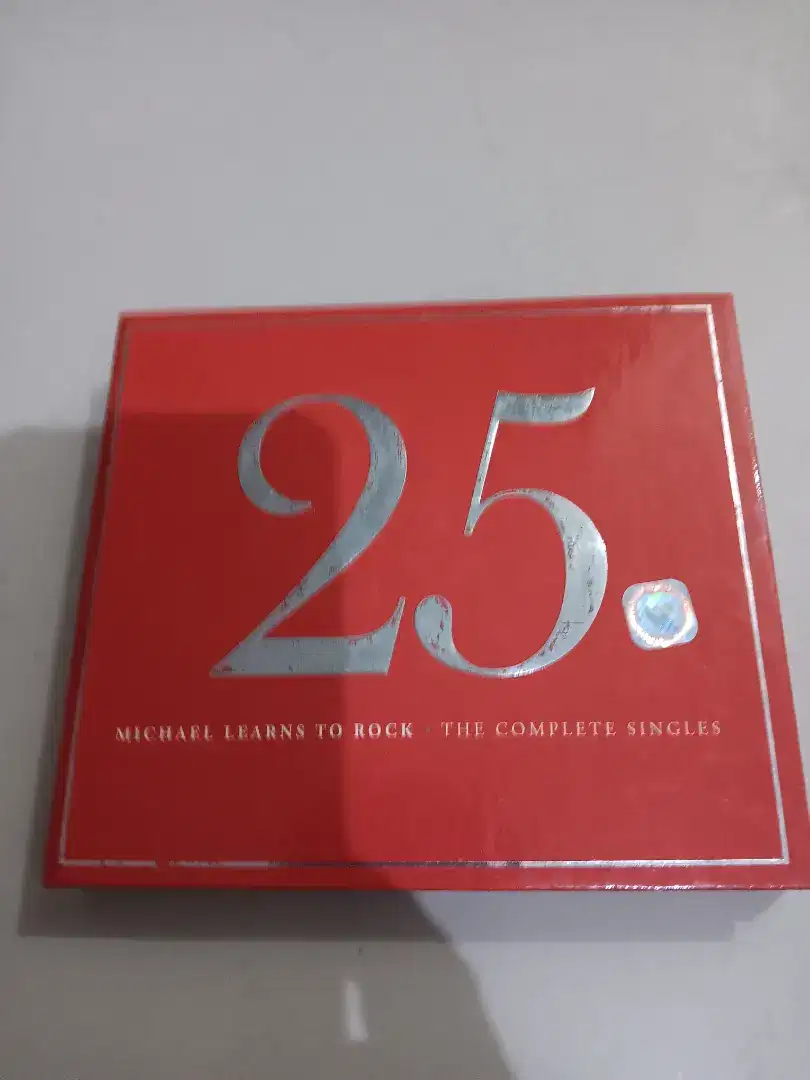 25.
MICHAEL LEARNS TO ROCK · THE COMPLETE SINGLES